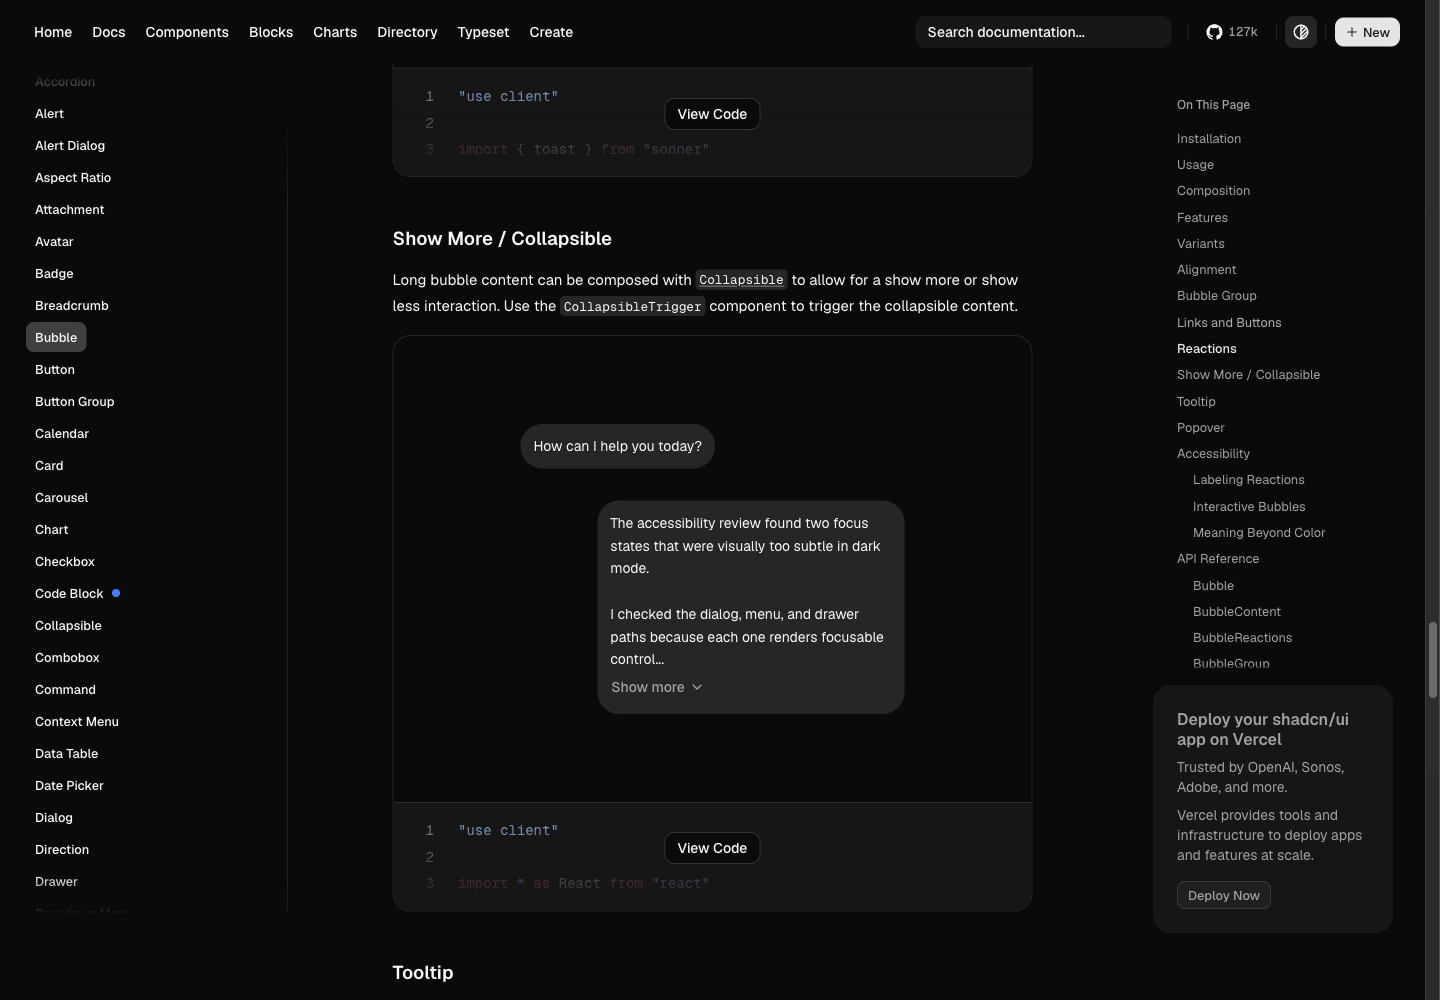 Home Docs Components Blocks Charts Directory Typeset Create
Search documentation...
127k
New
Accordion
Alert
Alert Dialog
Aspect Ratio
Attachment
Avatar
Badge
Breadcrumb
Bubble
Button
Button Group
Calendar
Card
Carousel
Chart
Checkbox
Code Block
Collapsible
Combobox
Command
Context Menu
Data Table
Date Picker
Dialog
Direction
Drawer
Dropdown Menu
1 "use client"
2
3 import { toast } from "sonner"
View Code
Show More / Collapsible
Long bubble content can be composed with Collapsible to allow for a show more or show
less interaction. Use the CollapsibleTrigger component to trigger the collapsible content.
How can I help you today?
The accessibility review found two focus
states that were visually too subtle in dark
mode.
I checked the dialog, menu, and drawer
paths because each one renders focusable
control...
Show more
1 "use client"
2
3 import * as React from "react"
View Code
Tooltip
On This Page
Installation
Usage
Composition
Features
Variants
Alignment
Bubble Group
Links and Buttons
Reactions
Show More / Collapsible
Tooltip
Popover
Accessibility
Labeling Reactions
Interactive Bubbles
Meaning Beyond Color
API Reference
Bubble
BubbleContent
BubbleReactions
BubbleGroup
Deploy your shadcn/ui
app on Vercel
Trusted by OpenAI, Sonos,
Adobe, and more.
Vercel provides tools and
infrastructure to deploy apps
and features at scale.
Deploy Now